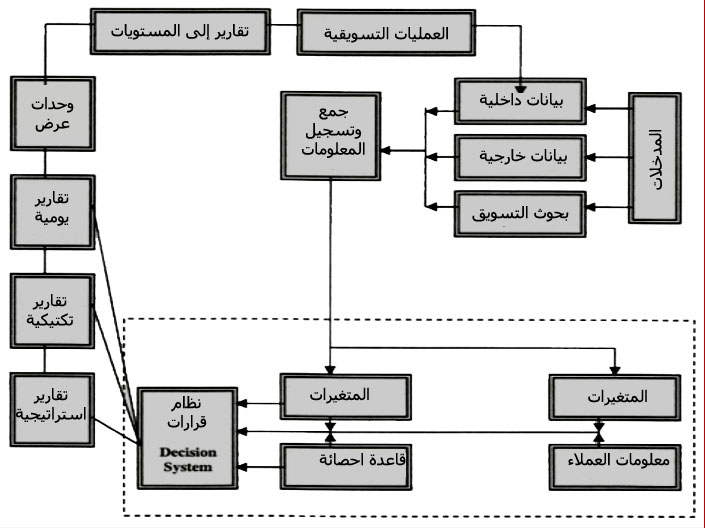 العمليات التسويقية
تقارير إلى المستويات
المدخلات
بيانات داخلية
بيانات خارجية
بحوث التسويق
جمع
وتسجيل
المعلومات
وحدات
عرض
تقارير
يومية
تقارير
تكتيكية
تقارير
استراتيجية
المتغيرات
المتغيرات
معلومات العملاء
قاعدة احصائة
نظام
قرارات
Decision
System